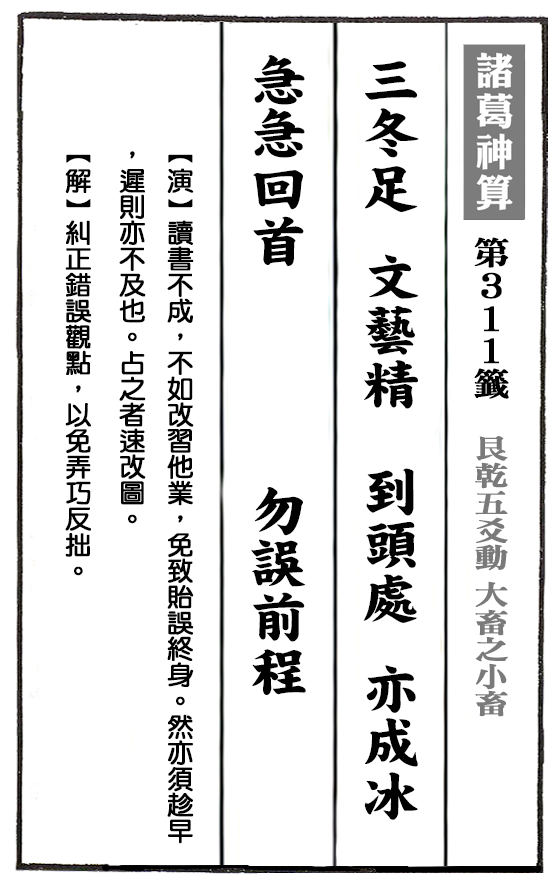 諸葛神算 第311籤 艮乾五爻動 大畜之小畜
三冬足 文藝精 到頭處 亦成冰
急急回首 勿誤前程
【演】讀書不成，不如改習他業，免致貽誤終身。然亦須趁早
，遲則亦不及也。占之者速改圖。
【解】糾正錯誤觀點，以免弄巧反拙。